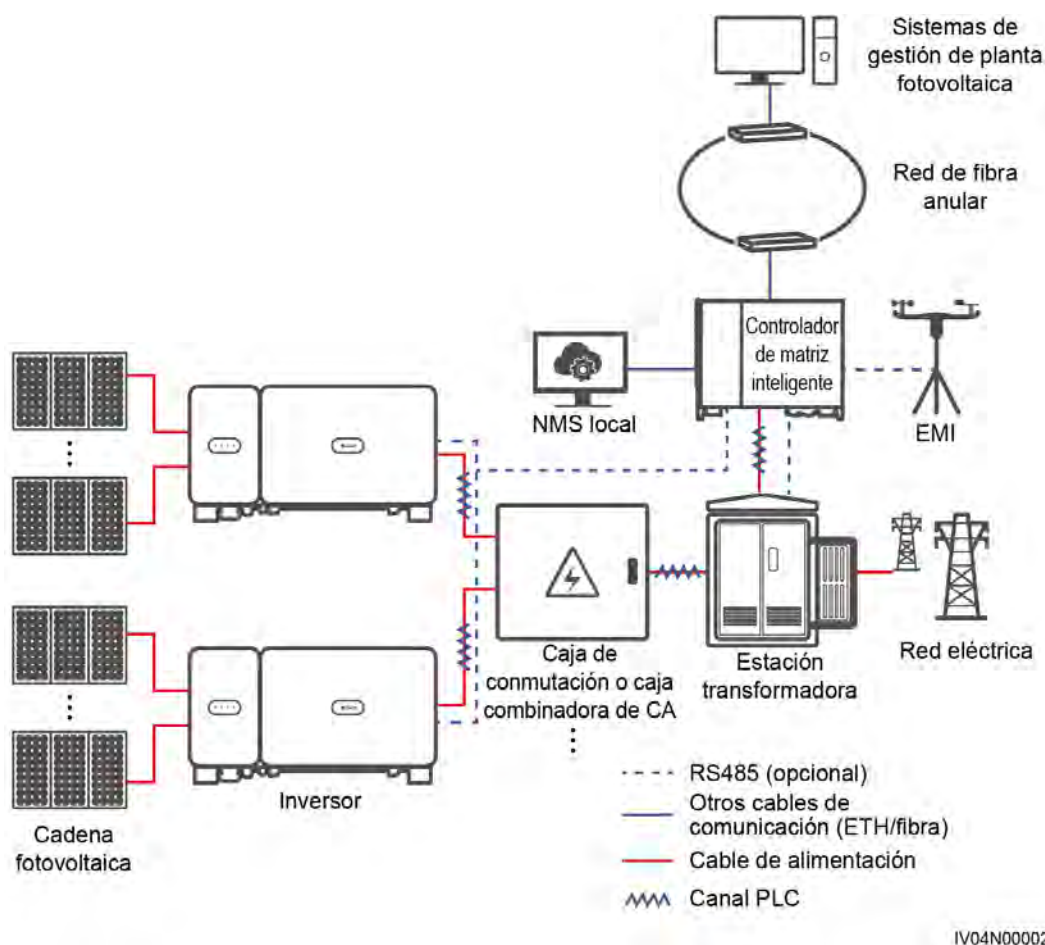 Sistemas de
gestión de planta
fotovoltaica
Red de fibra
anular
Controlador
de matriz
inteligente
NMS local
EMI
Caja de
conmutación o caja
combinadora de CA
Estación
transformadora
Red eléctrica
Inversor
Cadena
fotovoltaica
RS485 (opcional)
Otros cables de
comunicación (ETH/fibra)
Cable de alimentación
Canal PLC
IV04N00002